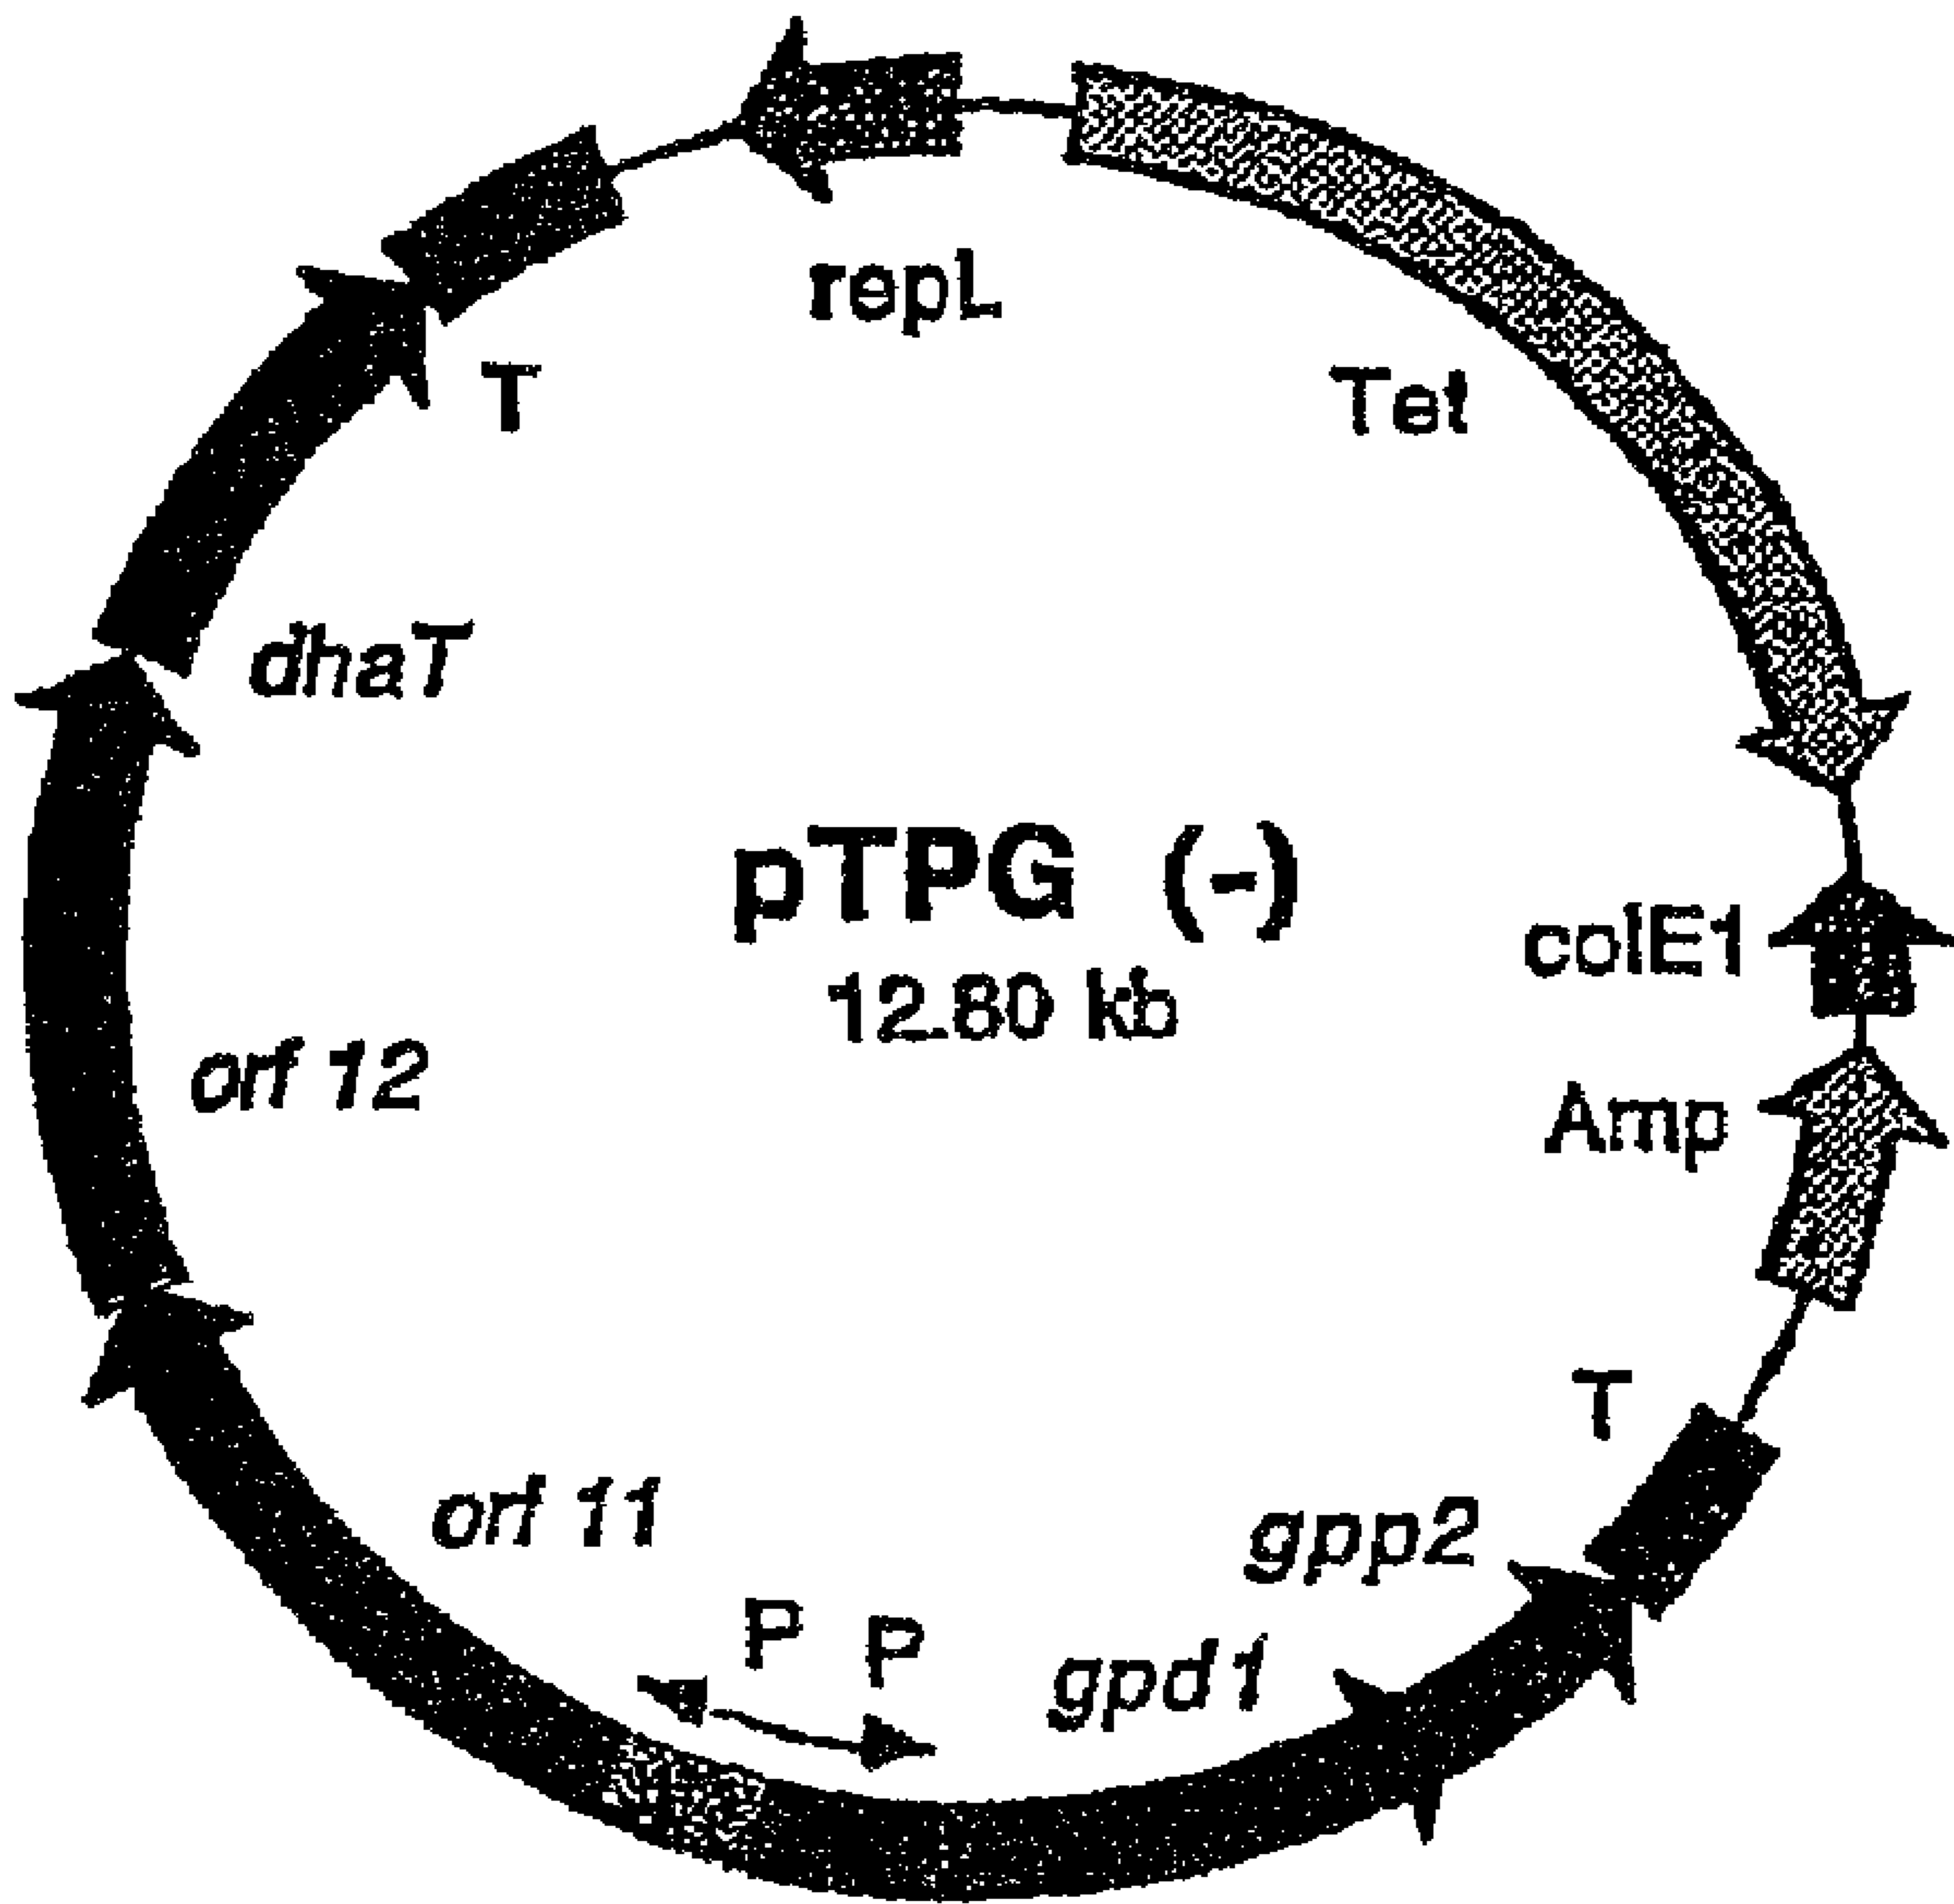 repL
T
Tet
dhaT
pTPG (-)
12.80 kb
colE1
orf 12
Amp
T
orf 11
gpp2
P P
gpd1